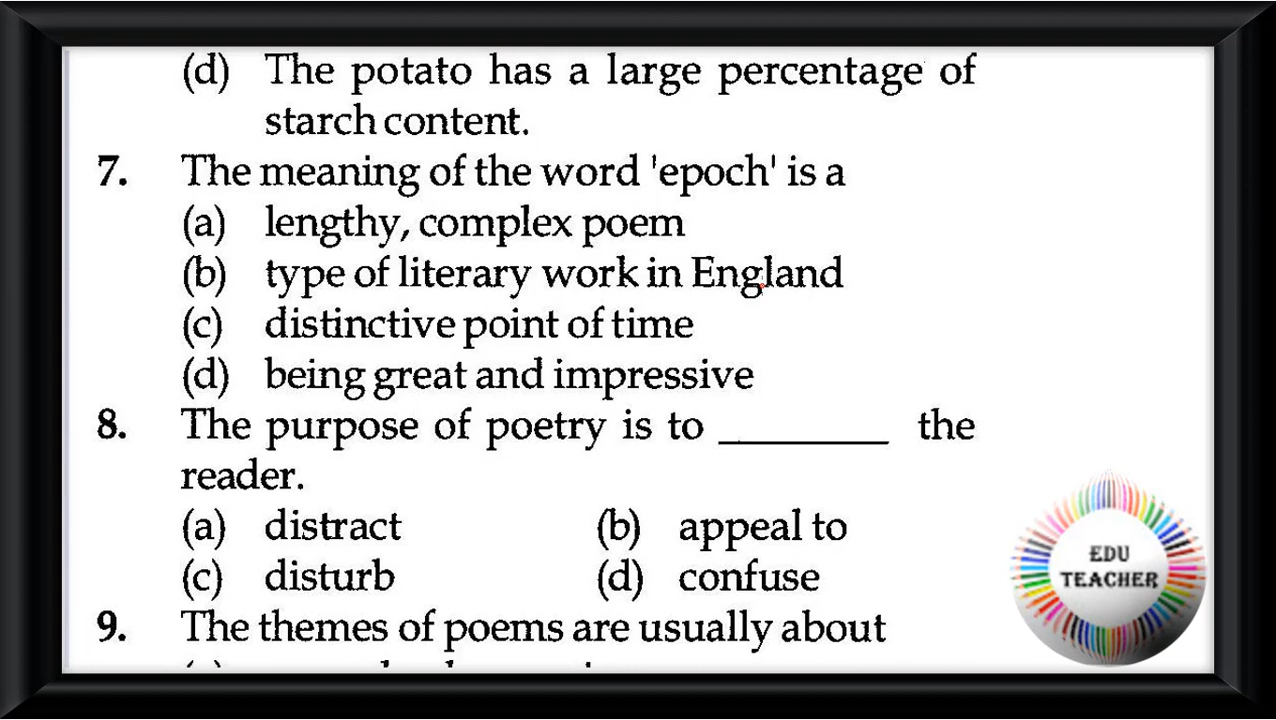 (d) The potato has a large percentage of
starch content.
7. The meaning of the word 'epoch' is a
(a) lengthy, complex poem
(b) type of literary work in England
(c) distinctive point of time
(d) being great and impressive
8. The purpose of poetry is to ________ the
reader.
(a) distract (b) appeal to
(c) disturb (d) confuse
9. The themes of poems are usually about
EDU
TEACHER